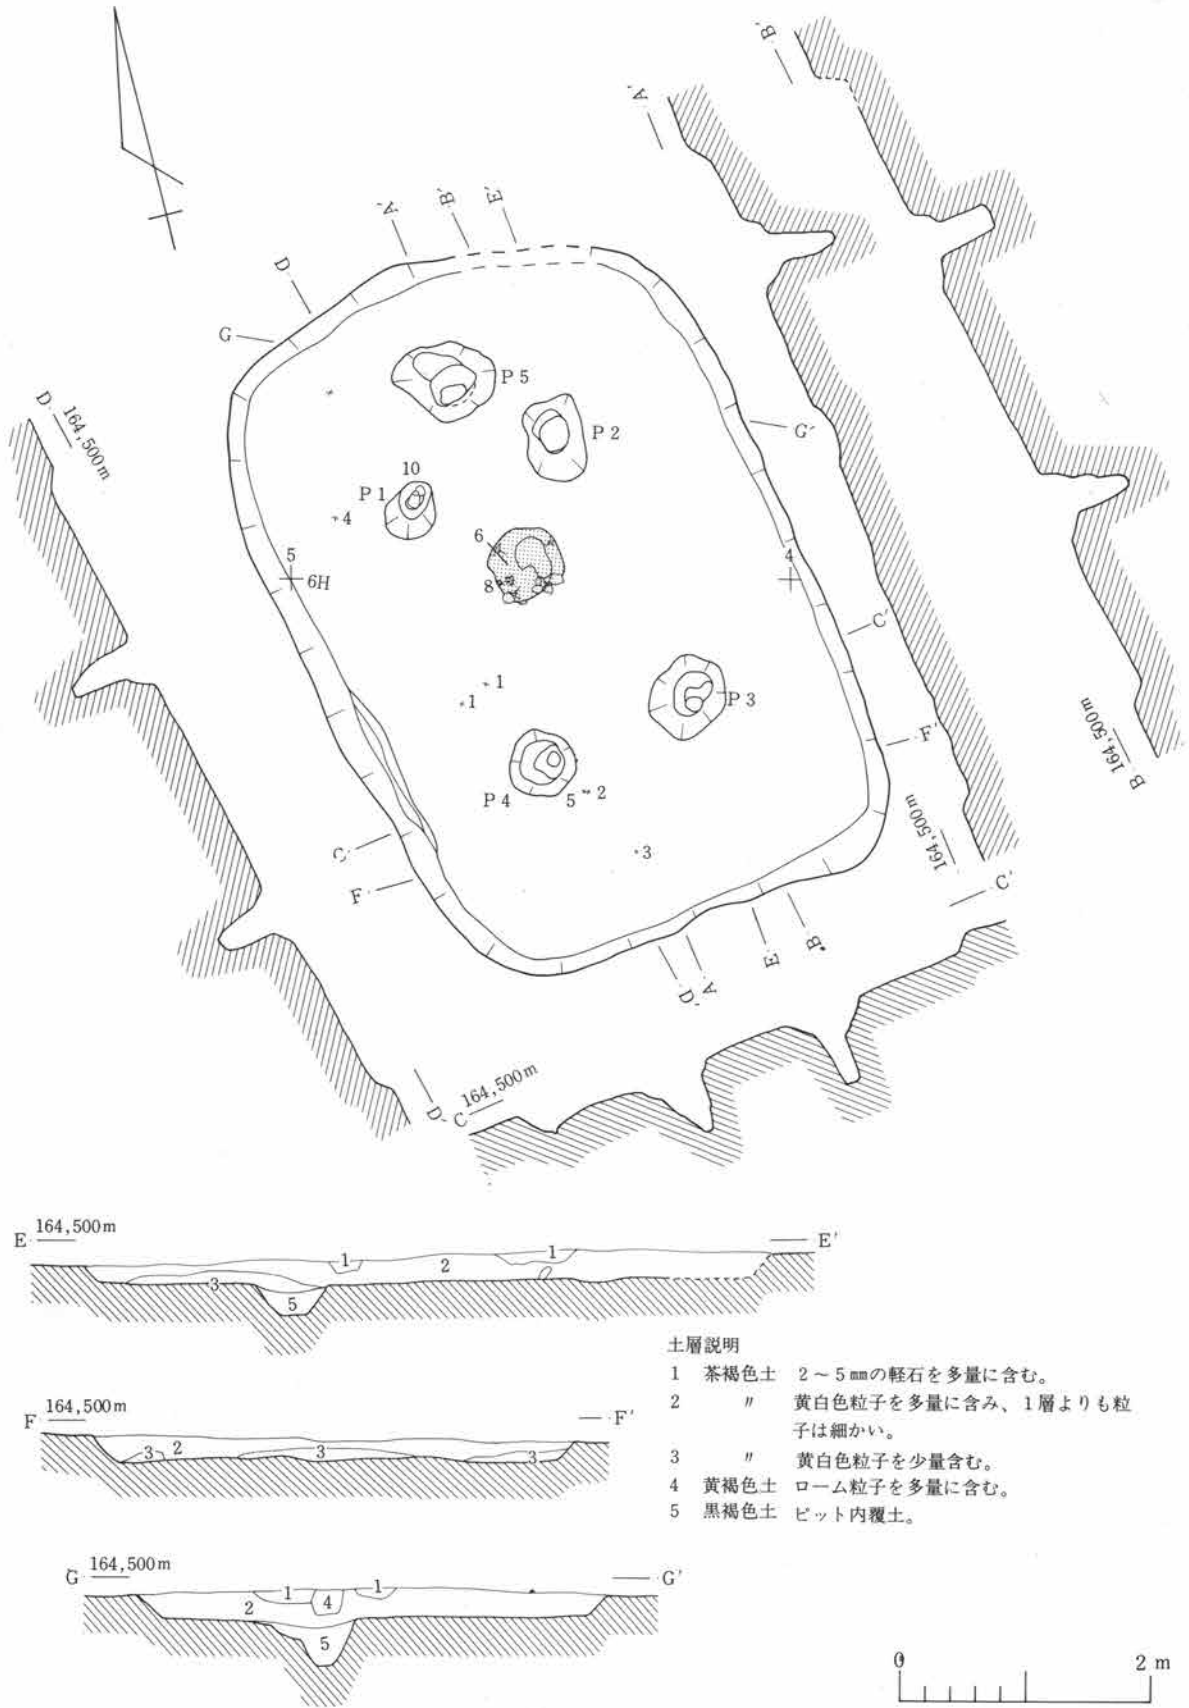 B′
A′
A′
B′
E′
D
G
P 5
D
164,500m
P 2
G′
10
P 1
4
6
5
4
6H
8
C′
1
1
P 3
F′
B 164,500m
P 4
5
2
164,500m
C
3
F
C′
D′
A
E
B
164,500m
D′
C
E 164,500m
E′
1
2
1
3
5
F 164,500m
F′
3
2
3
3
G 164,500m
G′
1
4
1
2
5
土層説明
1 茶褐色土 2～5㎜の軽石を多量に含む。
2 〃 黄白色粒子を多量に含み、1層よりも粒
子は細かい。
3 〃 黄白色粒子を少量含む。
4 黄褐色土 ローム粒子を多量に含む。
5 黒褐色土 ピット内覆土。
0 2 m